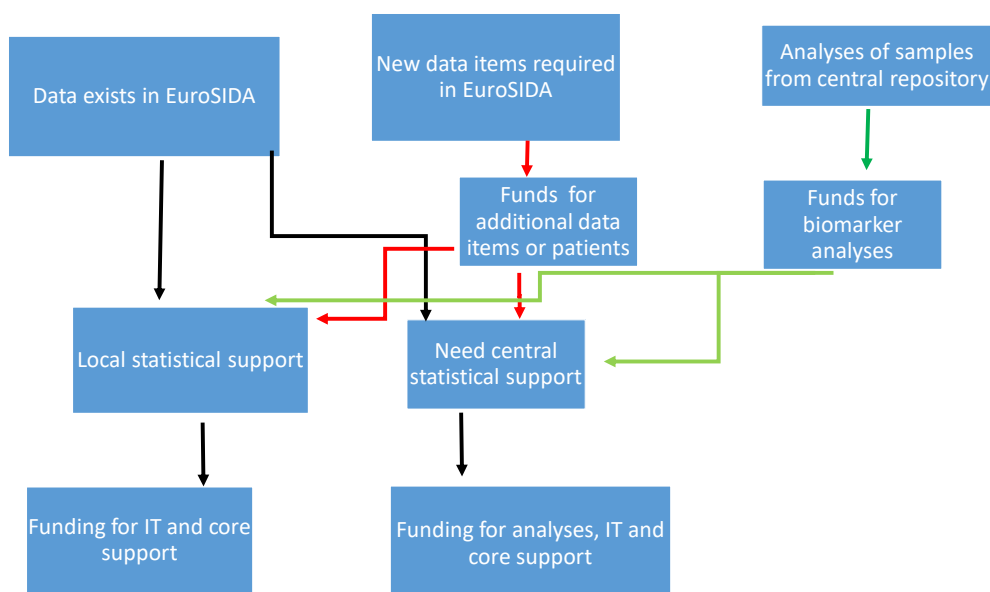 Data exists in EuroSIDA
New data items required
in EuroSIDA
Analyses of samples
from central repository
Funds for
additional data
items or patients
Funds for
biomarker
analyses
Local statistical support
Need central
statistical support
Funding for IT and core
support
Funding for analyses, IT and
core support